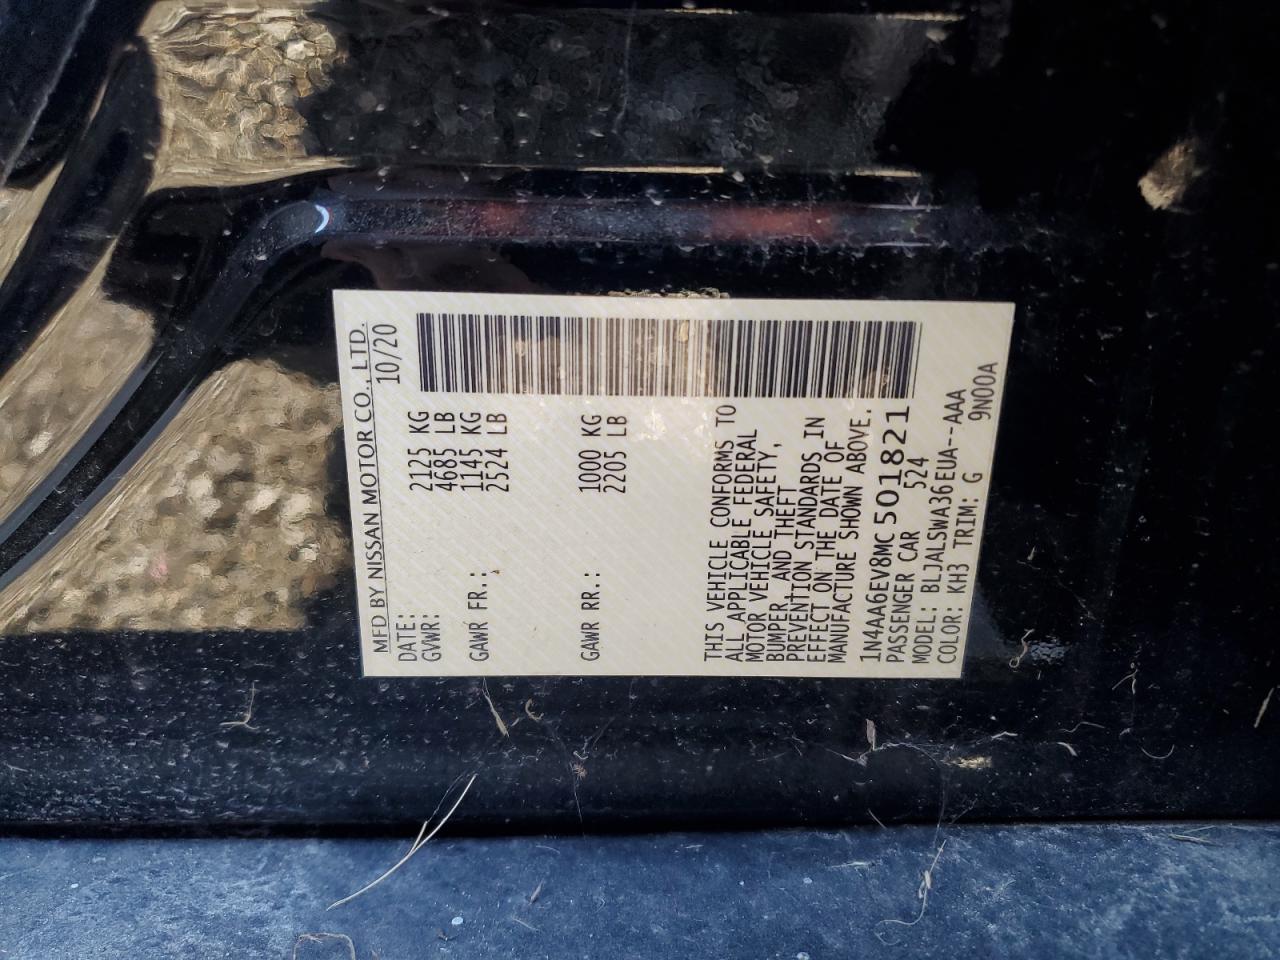 MFD BY NISSAN MOTOR CO., LTD.
DATE: 10/20
GVWR: 2125 KG
4685 LB
GAWR FR.: 1145 KG
2524 LB
GAWR RR.: 1000 KG
2205 LB
THIS VEHICLE CONFORMS TO
ALL APPLICABLE FEDERAL
MOTOR VEHICLE SAFETY,
BUMPER, AND THEFT
PREVENTION STANDARDS IN
EFFECT ON THE DATE OF
MANUFACTURE SHOWN ABOVE.
1N4AA6EV8MC501821
PASSENGER CAR 524
MODEL: BLJALSWA36EUA--AAA
COLOR: KH3 TRIM: G 9N00A